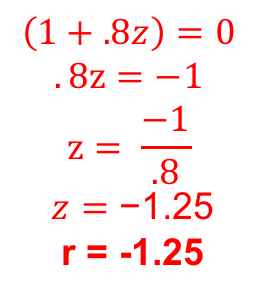 (1 + .8z) = 0
.8z = −1
z = −1/.8
z = −1.25
r = -1.25